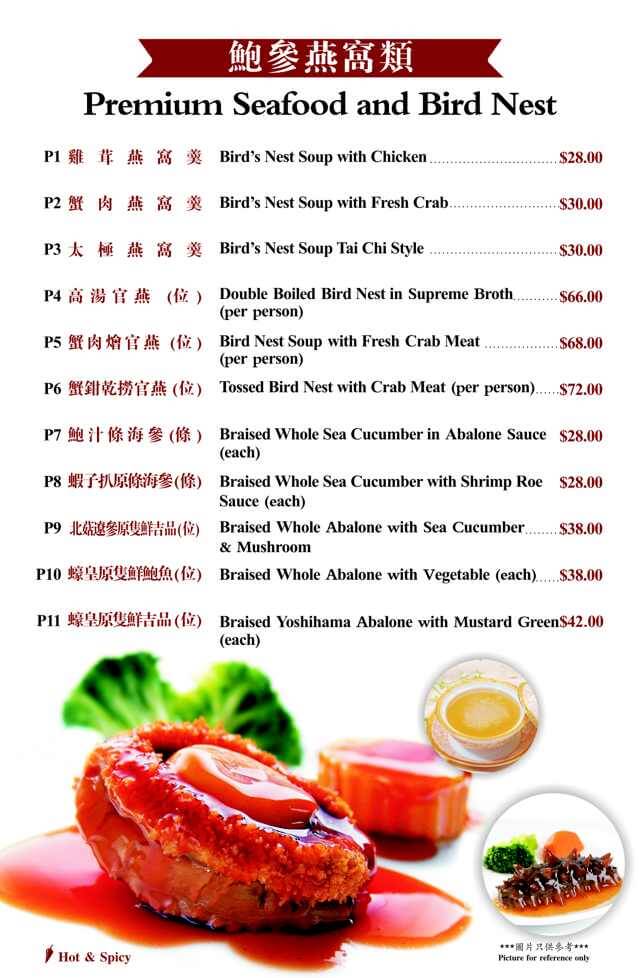 鮑參燕窩類
Premium Seafood and Bird Nest
P1 雞茸燕窩羹 Bird's Nest Soup with Chicken $28.00
P2 蟹肉燕窩羹 Bird's Nest Soup with Fresh Crab $30.00
P3 太極燕窩羹 Bird's Nest Soup Tai Chi Style $30.00
P4 高湯官燕 (位) Double Boiled Bird Nest in Supreme Broth $66.00
(per person)
P5 蟹肉燴官燕 (位) Bird Nest Soup with Fresh Crab Meat $68.00
(per person)
P6 蟹鉗乾撈官燕 (位) Tossed Bird Nest with Crab Meat (per person) $72.00
P7 鮑汁條海參 (條) Braised Whole Sea Cucumber in Abalone Sauce $28.00
(each)
P8 蝦子扒原條海參(條) Braised Whole Sea Cucumber with Shrimp Roe $28.00
Sauce (each)
P9 北菇遼參原隻鮮吉品(位) Braised Whole Abalone with Sea Cucumber $38.00
& Mushroom
P10 蠔皇原隻鮮鮑魚(位) Braised Whole Abalone with Vegetable (each) $38.00
P11 蠔皇原隻鮮吉品(位) Braised Yoshihama Abalone with Mustard Green $42.00
(each)
Hot & Spicy
***圖片只供參考***
Picture for reference only